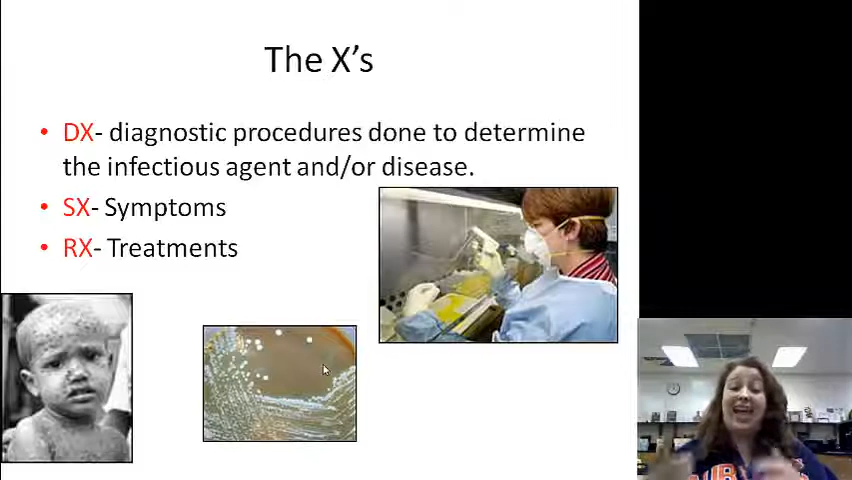 The X's
• DX- diagnostic procedures done to determine
the infectious agent and/or disease.
• SX- Symptoms
• RX- Treatments